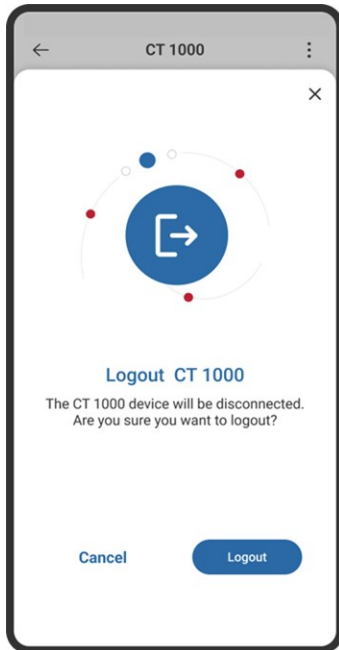 CT 1000
Logout CT 1000
The CT 1000 device will be disconnected.
Are you sure you want to logout?
Cancel
Logout